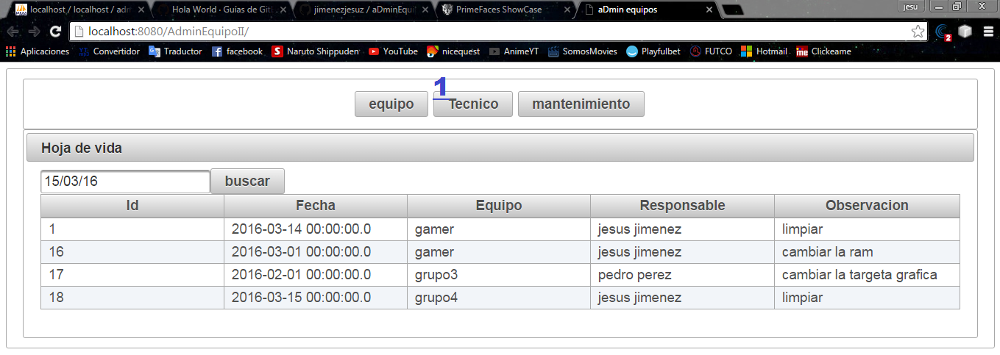 localhost / localhost / adm
Hola World · Guías de Gitl
jimenezjesuz / aDminEqui
PrimeFaces ShowCase
aDmin equipos
jesu
localhost:8080/AdminEquipoII/
2
Aplicaciones Convertidor Traductor facebook Naruto Shippuden YouTube nicequest AnimeYT SomosMovies Playfulbet FUTCO Hotmail Clickeame
1
equipo Tecnico mantenimiento
Hoja de vida
15/03/16 buscar
Id Fecha Equipo Responsable Observacion
1 2016-03-14 00:00:00.0 gamer jesus jimenez limpiar
16 2016-03-01 00:00:00.0 gamer jesus jimenez cambiar la ram
17 2016-02-01 00:00:00.0 grupo3 pedro perez cambiar la targeta grafica
18 2016-03-15 00:00:00.0 grupo4 jesus jimenez limpiar